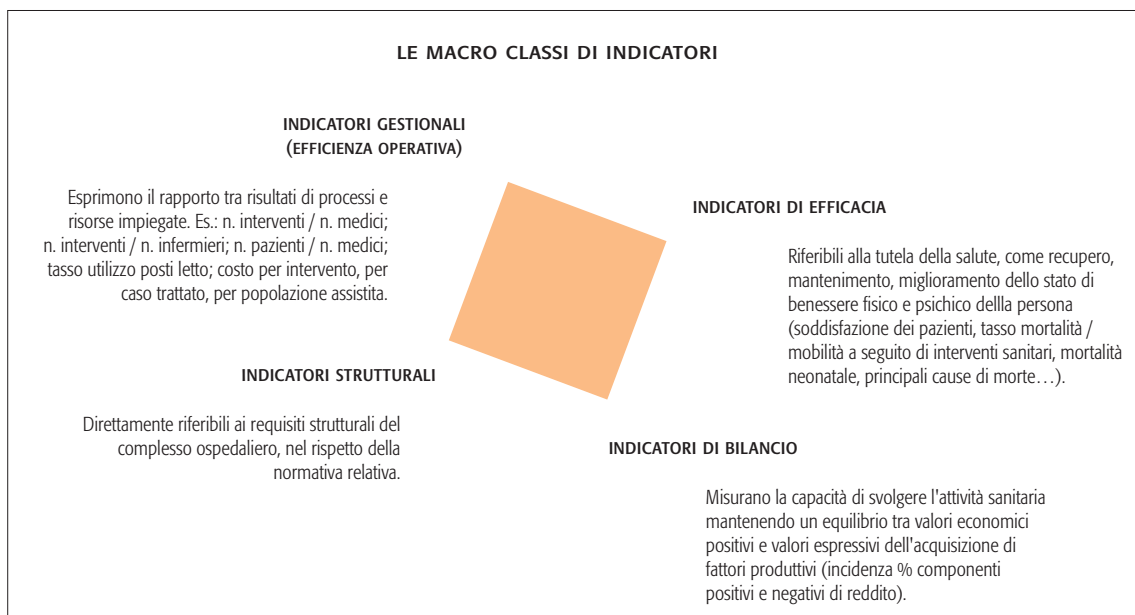 LE MACRO CLASSI DI INDICATORI
INDICATORI GESTIONALI
(EFFICIENZA OPERATIVA)
Esprimono il rapporto tra risultati di processi e
risorse impiegate. Es.: n. interventi / n. medici;
n. interventi / n. infermieri; n. pazienti / n. medici;
tasso utilizzo posti letto; costo per intervento, per
caso trattato, per popolazione assistita.
INDICATORI DI EFFICACIA
Riferibili alla tutela della salute, come recupero,
mantenimento, miglioramento dello stato di
benessere fisico e psichico dellla persona
(soddisfazione dei pazienti, tasso mortalità /
mobilità a seguito di interventi sanitari, mortalità
neonatale, principali cause di morte…).
INDICATORI STRUTTURALI
Direttamente riferibili ai requisiti strutturali del
complesso ospedaliero, nel rispetto della
normativa relativa.
INDICATORI DI BILANCIO
Misurano la capacità di svolgere l'attività sanitaria
mantenendo un equilibrio tra valori economici
positivi e valori espressivi dell'acquisizione di
fattori produttivi (incidenza % componenti
positivi e negativi di reddito).